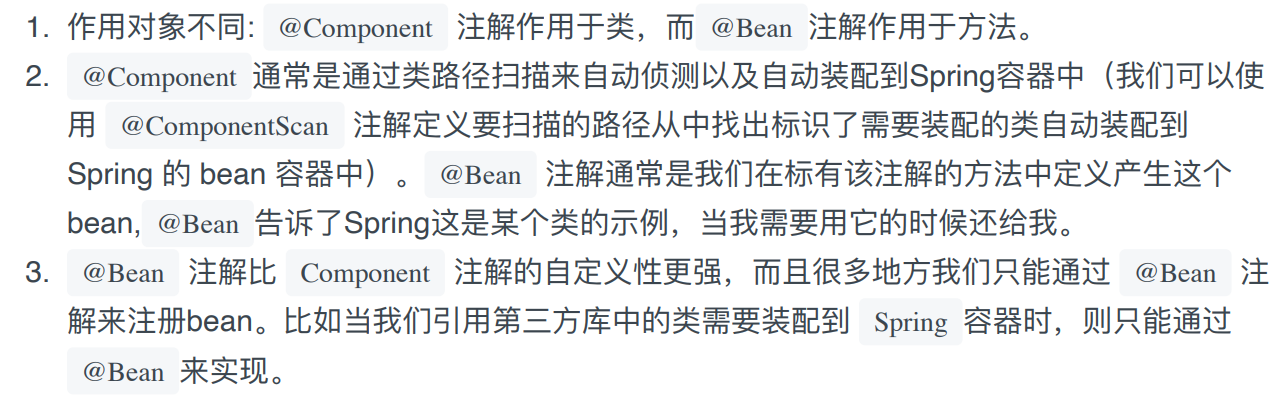 1. 作用对象不同: @Component 注解作用于类，而 @Bean 注解作用于方法。
2. @Component 通常是通过类路径扫描来自动侦测以及自动装配到Spring容器中（我们可以使
用 @ComponentScan 注解定义要扫描的路径从中找出标识了需要装配的类自动装配到
Spring 的 bean 容器中）。@Bean 注解通常是我们在标有该注解的方法中定义产生这个
bean, @Bean 告诉了Spring这是某个类的示例，当我需要用它的时候还给我。
3. @Bean 注解比 Component 注解的自定义性更强，而且很多地方我们只能通过 @Bean 注
解来注册bean。比如当我们引用第三方库中的类需要装配到 Spring 容器时，则只能通过
@Bean 来实现。